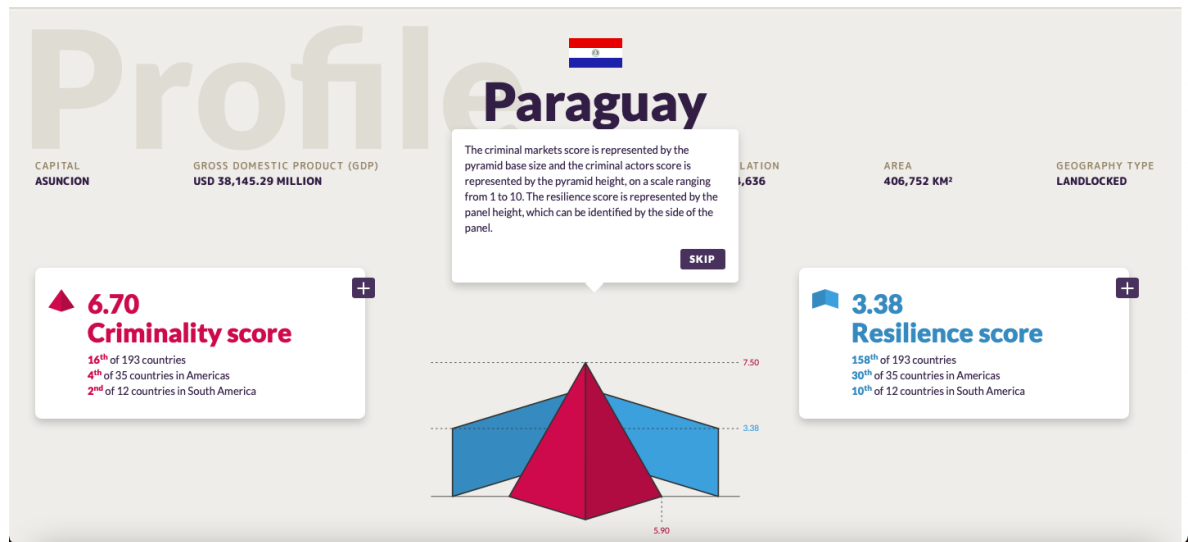 Profile
Paraguay
CAPITAL
ASUNCION
GROSS DOMESTIC PRODUCT (GDP)
USD 38,145.29 MILLION
LATION
,636
AREA
406,752 KM²
GEOGRAPHY TYPE
LANDLOCKED
The criminal markets score is represented by the
pyramid base size and the criminal actors score is
represented by the pyramid height, on a scale ranging
from 1 to 10. The resilience score is represented by the
panel height, which can be identified by the side of the
panel.
SKIP
6.70
Criminality score
16th of 193 countries
4th of 35 countries in Americas
2nd of 12 countries in South America
7.50
3.38
5.90
3.38
Resilience score
158th of 193 countries
30th of 35 countries in Americas
10th of 12 countries in South America